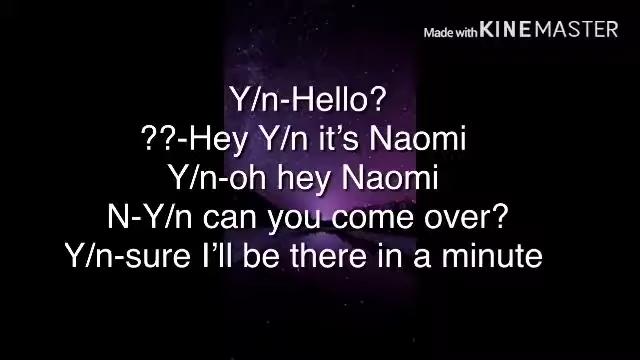 Made with KINEMASTER
Y/n-Hello?
??-Hey Y/n it’s Naomi
Y/n-oh hey Naomi
N-Y/n can you come over?
Y/n-sure I’ll be there in a minute